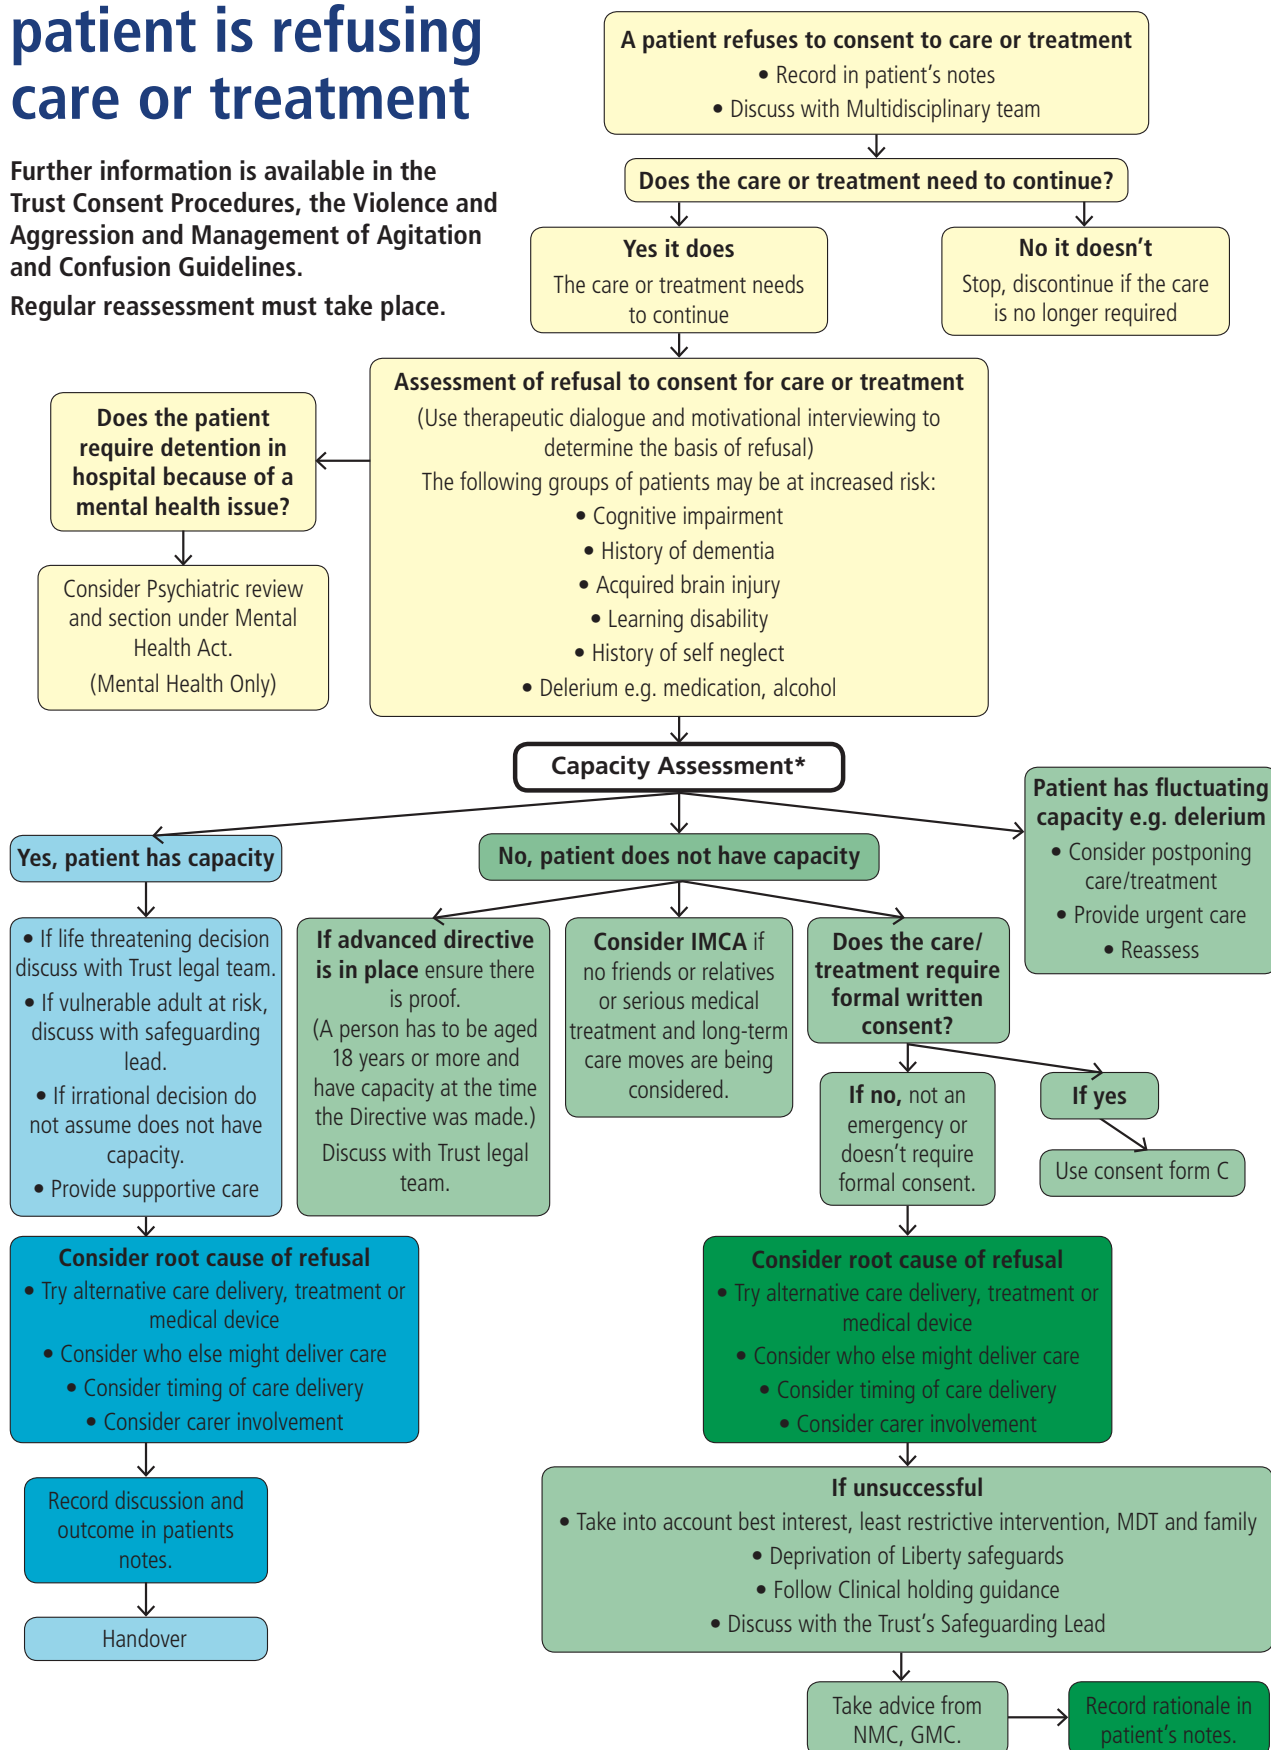 patient is refusing
care or treatment
Further information is available in the
Trust Consent Procedures, the Violence and
Aggression and Management of Agitation
and Confusion Guidelines.
Regular reassessment must take place.
A patient refuses to consent to care or treatment
• Record in patient's notes
• Discuss with Multidisciplinary team
Does the care or treatment need to continue?
Yes it does
The care or treatment needs
to continue
No it doesn't
Stop, discontinue if the care
is no longer required
Assessment of refusal to consent for care or treatment
(Use therapeutic dialogue and motivational interviewing to
determine the basis of refusal)
The following groups of patients may be at increased risk:
• Cognitive impairment
• History of dementia
• Acquired brain injury
• Learning disability
• History of self neglect
• Delerium e.g. medication, alcohol
Does the patient
require detention in
hospital because of a
mental health issue?
Consider Psychiatric review
and section under Mental
Health Act.
(Mental Health Only)
Capacity Assessment*
Yes, patient has capacity
No, patient does not have capacity
Patient has fluctuating
capacity e.g. delerium
• Consider postponing
care/treatment
• Provide urgent care
• Reassess
• If life threatening decision
discuss with Trust legal team.
• If vulnerable adult at risk,
discuss with safeguarding
lead.
• If irrational decision do
not assume does not have
capacity.
• Provide supportive care
If advanced directive
is in place ensure there
is proof.
(A person has to be aged
18 years or more and
have capacity at the time
the Directive was made.)
Discuss with Trust legal
team.
Consider IMCA if
no friends or relatives
or serious medical
treatment and long-term
care moves are being
considered.
Does the care/
treatment require
formal written
consent?
If no, not an
emergency or
doesn't require
formal consent.
If yes
Use consent form C
Consider root cause of refusal
• Try alternative care delivery, treatment or
medical device
• Consider who else might deliver care
• Consider timing of care delivery
• Consider carer involvement
Record discussion and
outcome in patients
notes.
Handover
Consider root cause of refusal
• Try alternative care delivery, treatment or
medical device
• Consider who else might deliver care
• Consider timing of care delivery
• Consider carer involvement
If unsuccessful
• Take into account best interest, least restrictive intervention, MDT and family
• Deprivation of Liberty safeguards
• Follow Clinical holding guidance
• Discuss with the Trust's Safeguarding Lead
Take advice from
NMC, GMC.
Record rationale in
patient's notes.